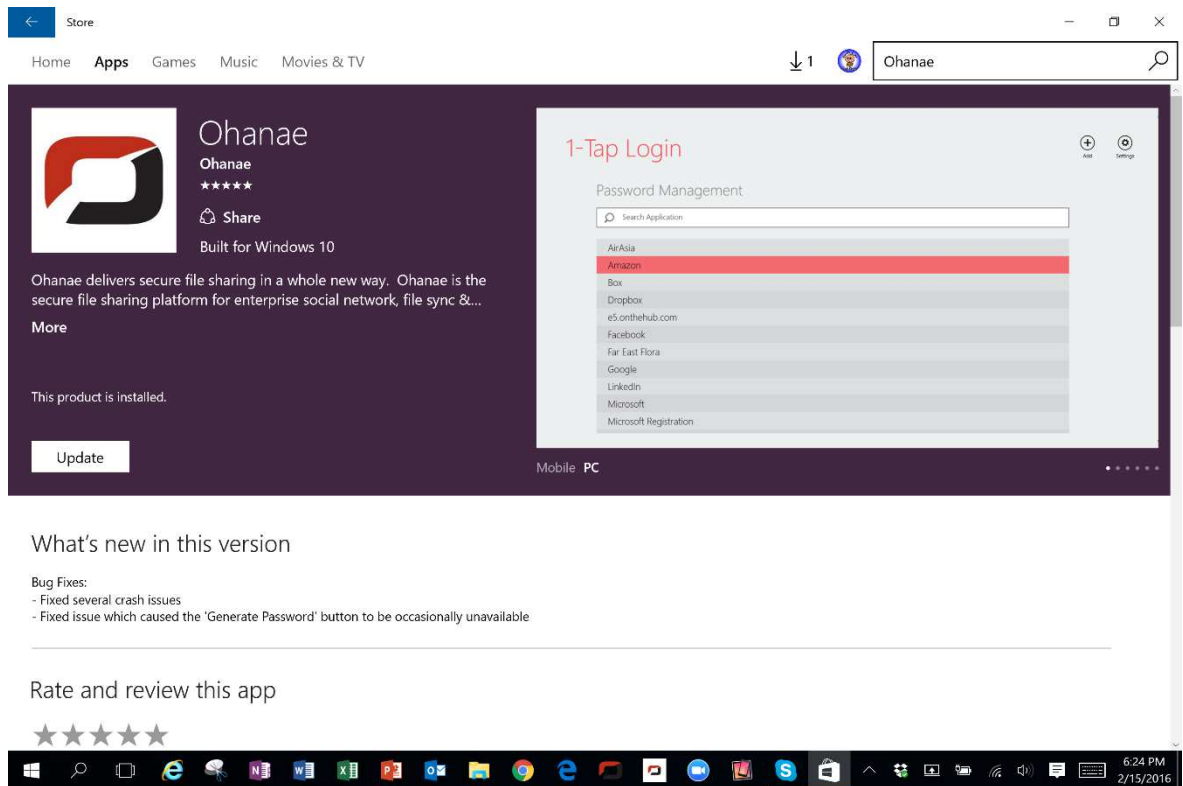 Store
Home Apps Games Music Movies & TV
1
Ohanae
Ohanae
Ohanae
Share
Built for Windows 10
Ohanae delivers secure file sharing in a whole new way. Ohanae is the
secure file sharing platform for enterprise social network, file sync &...
More
This product is installed.
Update
1-Tap Login
Add
Settings
Password Management
Search Application
AirAsia
Amazon
Box
Dropbox
e5.onthehub.com
Facebook
Far East Flora
Google
LinkedIn
Microsoft
Microsoft Registration
Mobile PC
What's new in this version
Bug Fixes:
- Fixed several crash issues
- Fixed issue which caused the 'Generate Password' button to be occasionally unavailable
Rate and review this app
6:24 PM
2/15/2016